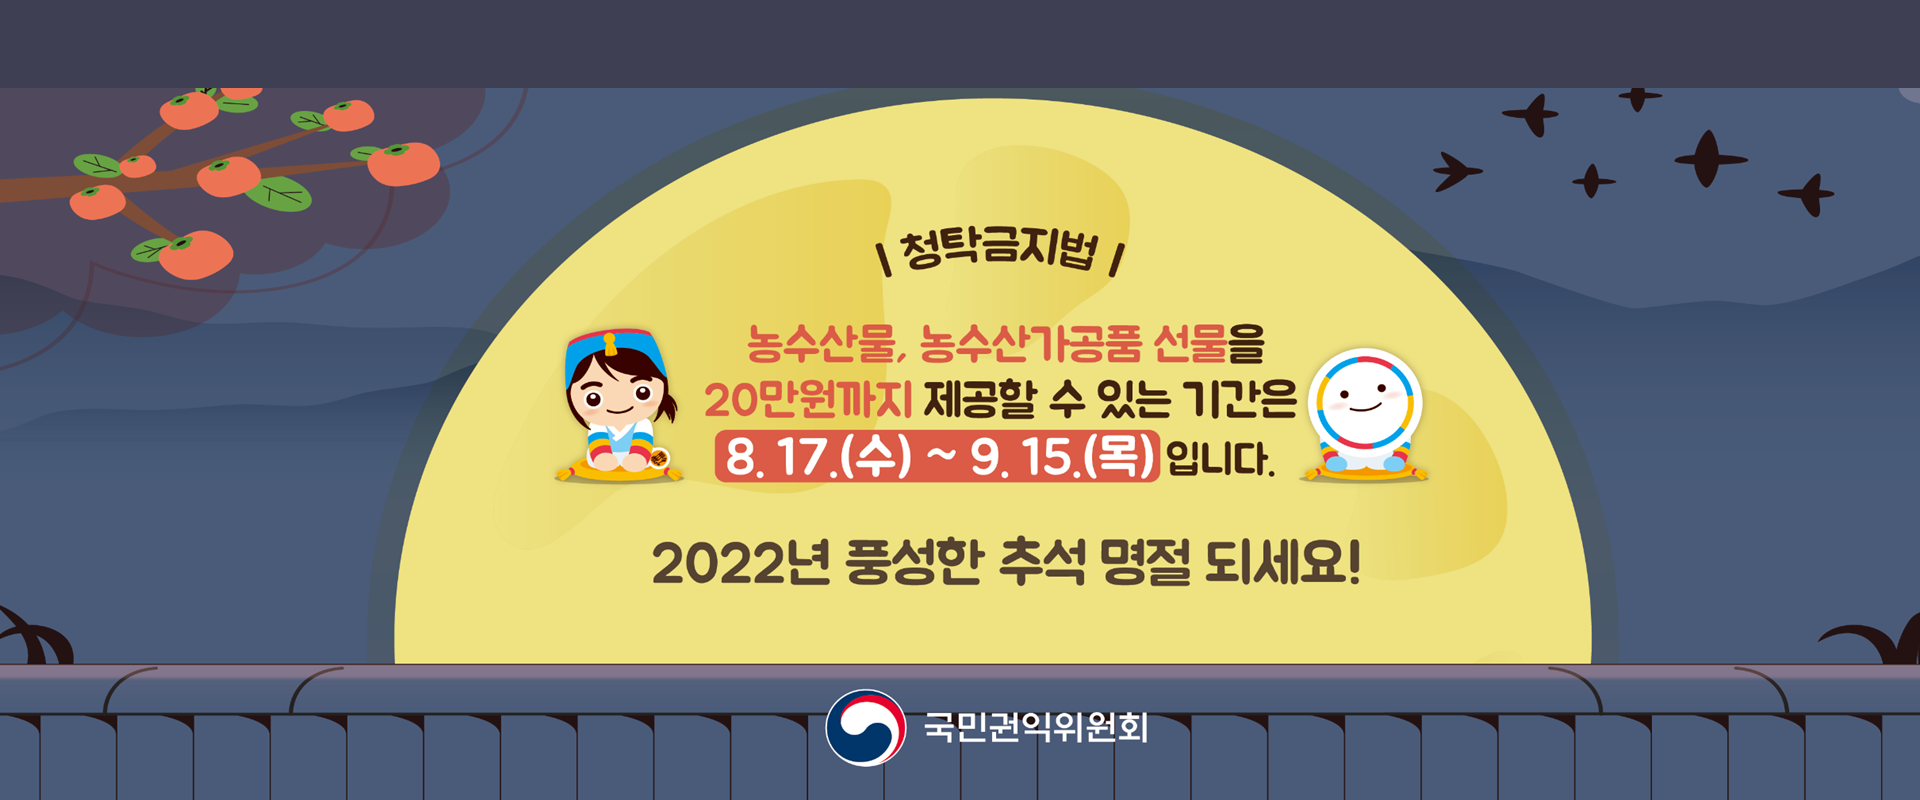 청탁금지법
농수산물, 농수산가공품 선물을
20만원까지 제공할 수 있는 기간은
8. 17.(수) ~ 9. 15.(목) 입니다.
2022년 풍성한 추석 명절 되세요!
국민권익위원회